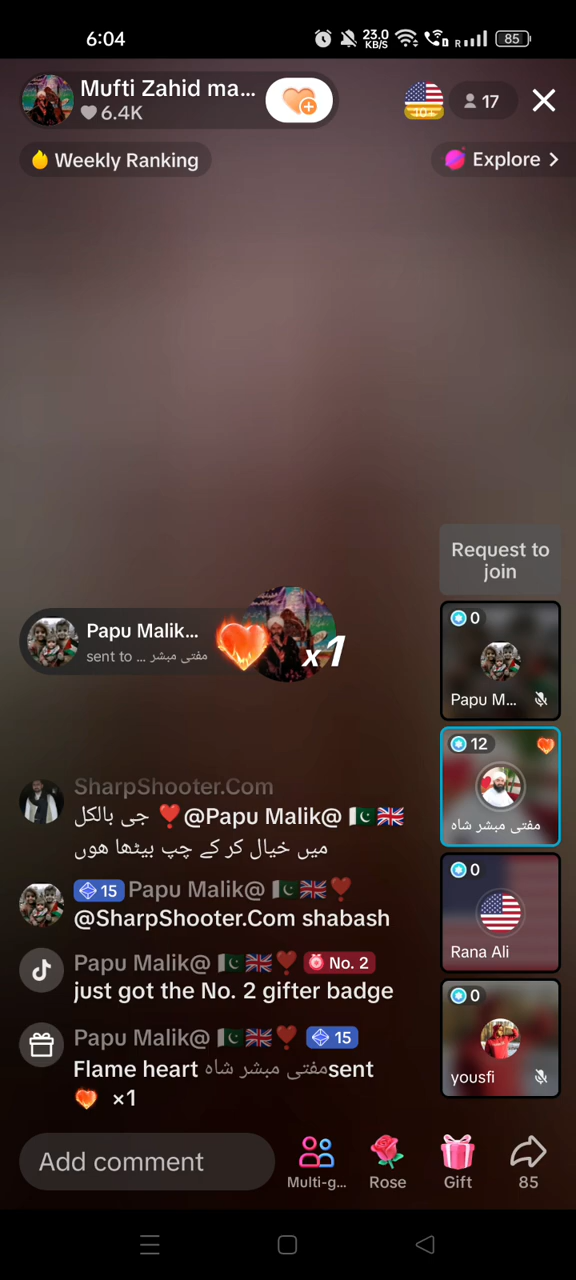 6:04
23.0
KB/S
R
85
Mufti Zahid ma...
6.4K
17
Weekly Ranking
Explore
Request to
join
0
Papu M...
Papu Malik...
sent to ... مفتی مبشر
x1
12
مفتی مبشر شاہ
SharpShooter.Com
جی بالکل ❤️@Papu Malik@ 🇵🇰🇬🇧
میں خیال کر کے چپ بیٹھا ھوں
0
Rana Ali
15 Papu Malik@ 🇵🇰🇬🇧❤️
@SharpShooter.Com shabash
Papu Malik@ 🇵🇰🇬🇧❤️ No. 2
just got the No. 2 gifter badge
0
yousfi
Papu Malik@ 🇵🇰🇬🇧❤️ 15
Flame heart مفتی مبشر شاہsent
×1
Add comment
Multi-g...
Rose
Gift
85